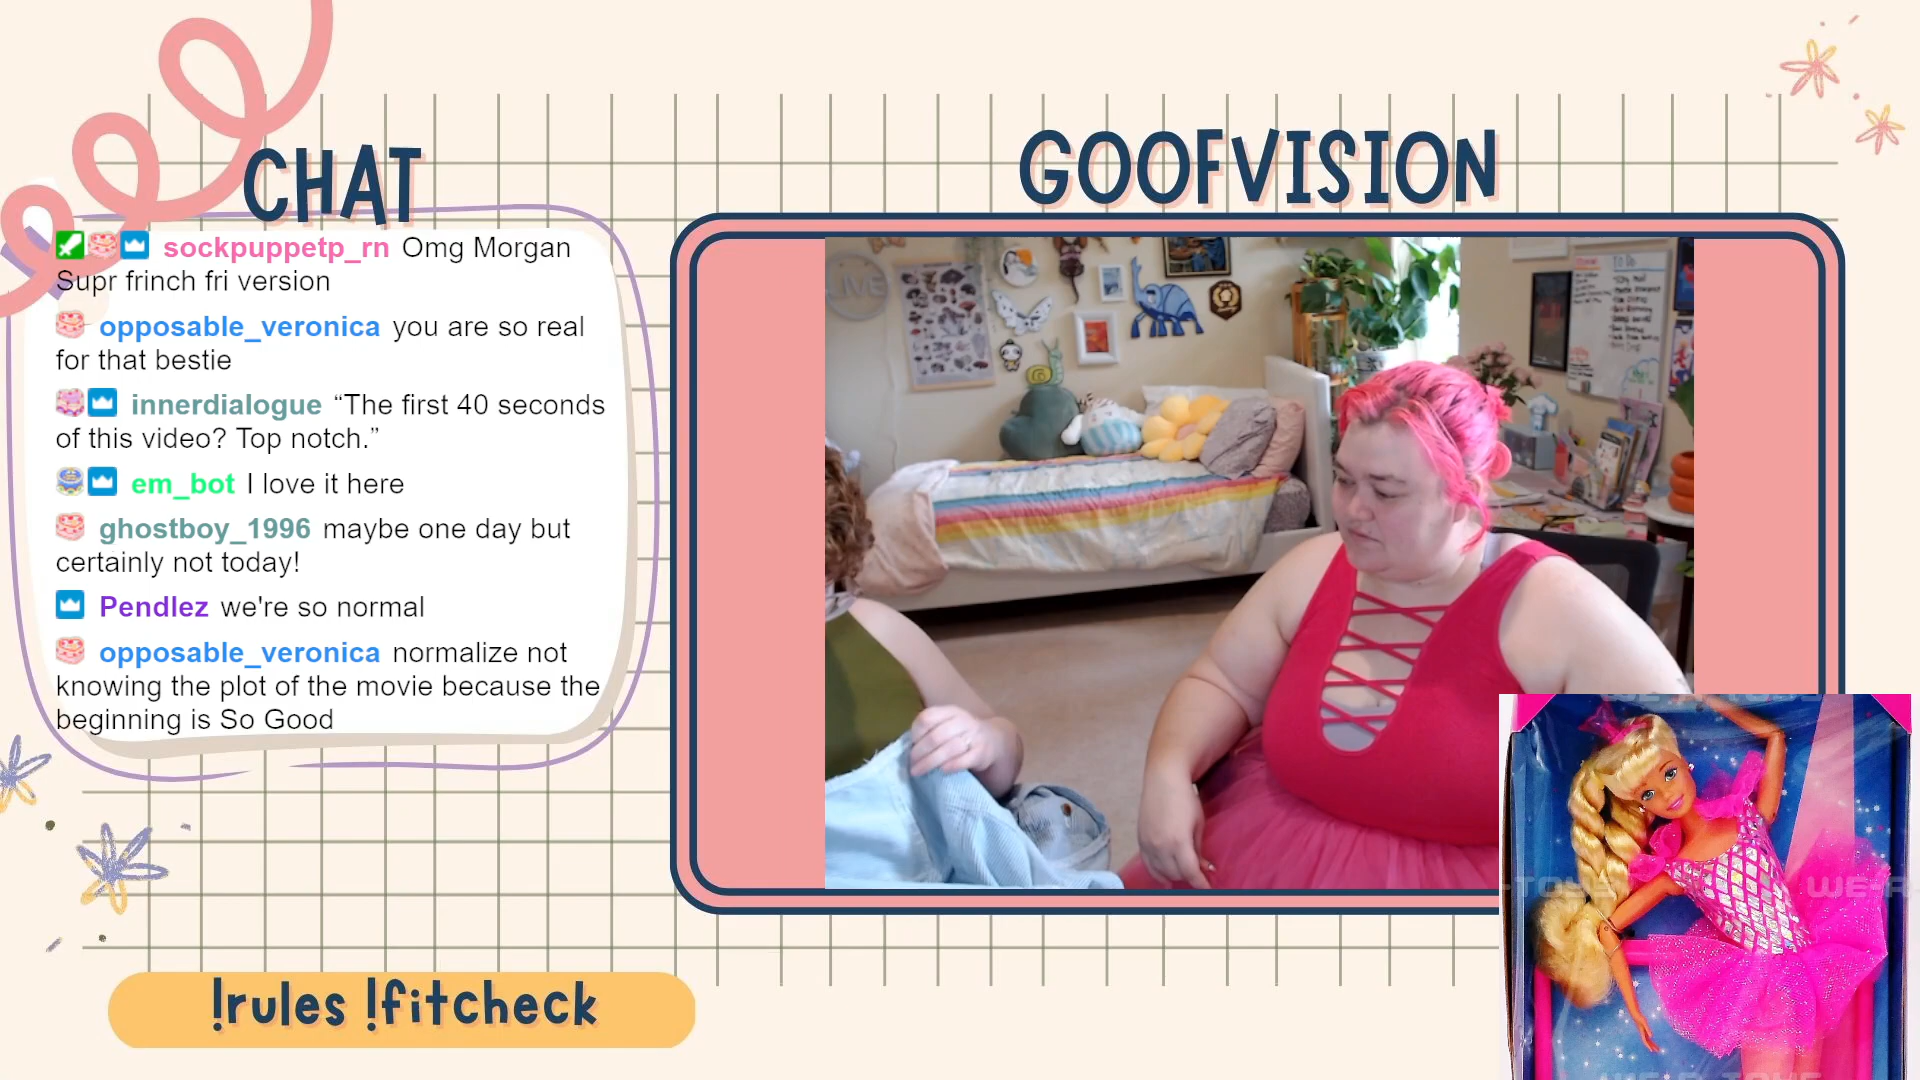 CHAT
GOOFVISION
sockpuppetp_rn Omg Morgan
Supr frinch fri version
opposable_veronica you are so real
for that bestie
innerdialogue “The first 40 seconds
of this video? Top notch.”
em_bot I love it here
ghostboy_1996 maybe one day but
certainly not today!
Pendlez we're so normal
opposable_veronica normalize not
knowing the plot of the movie because the
beginning is So Good
LIVE
To Do
!rules !fitcheck